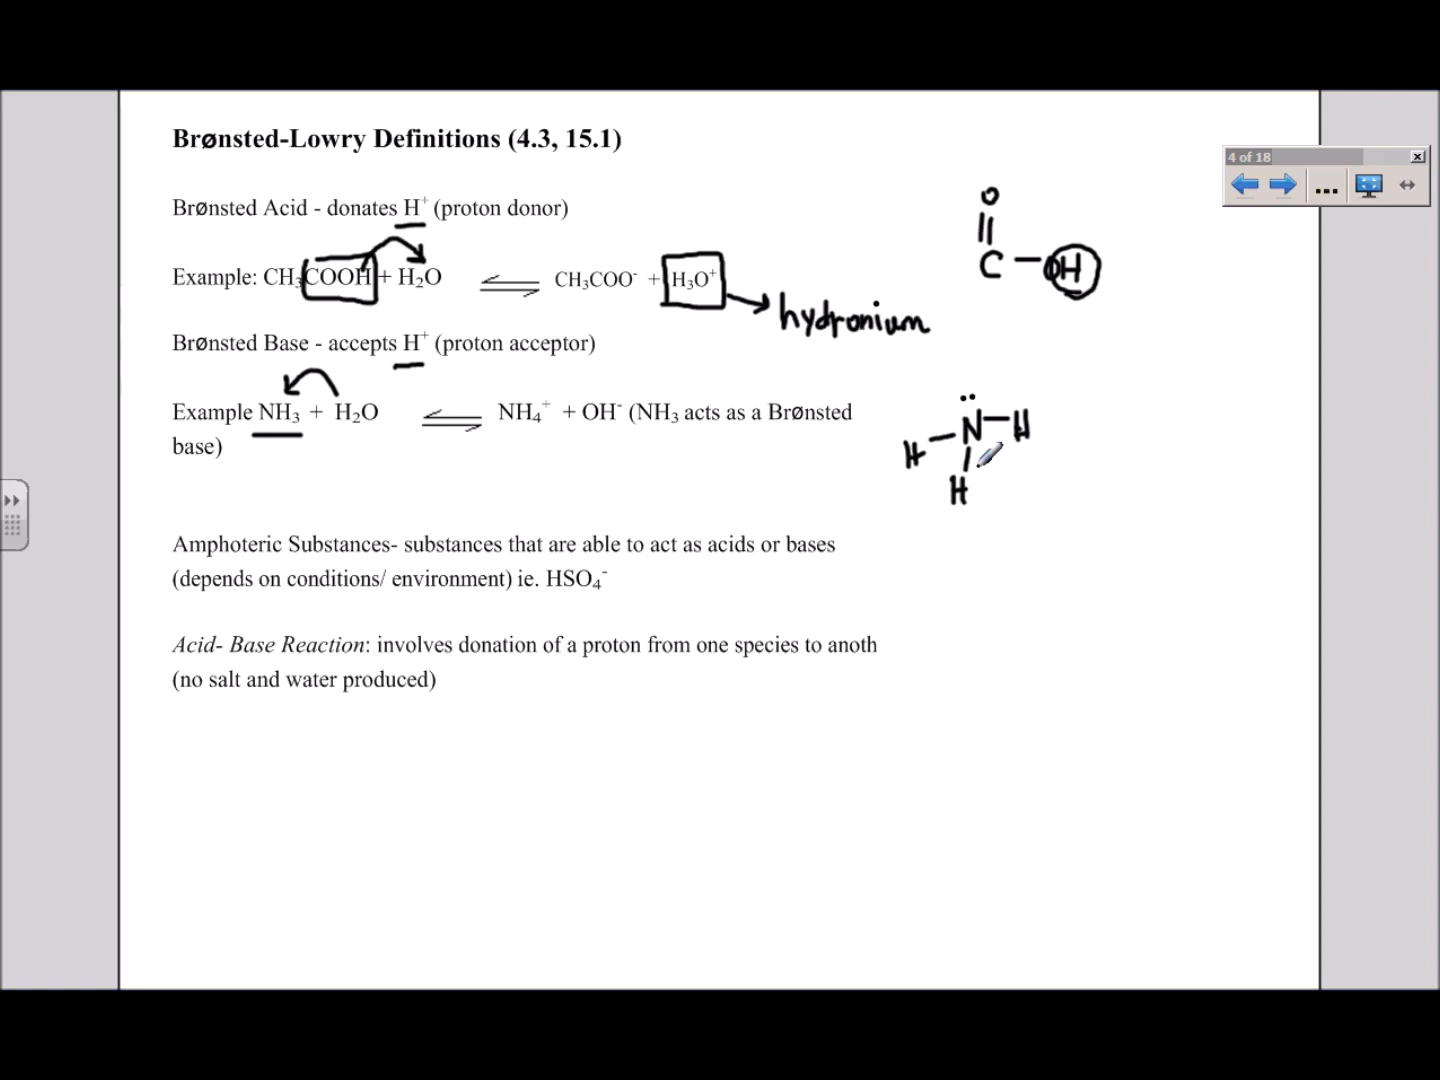 Brønsted-Lowry Definitions (4.3, 15.1)
4 of 18
Brønsted Acid - donates H⁺ (proton donor)
O
C - OH
Example: CH₃COOH + H₂O ⇌ CH₃COO⁻ + H₃O⁺
hydronium
Brønsted Base - accepts H⁺ (proton acceptor)
Example NH₃ + H₂O ⇌ NH₄⁺ + OH⁻ (NH₃ acts as a Brønsted
base)
N - H
H
H
Amphoteric Substances- substances that are able to act as acids or bases
(depends on conditions/ environment) ie. HSO₄⁻
Acid- Base Reaction: involves donation of a proton from one species to anoth
(no salt and water produced)